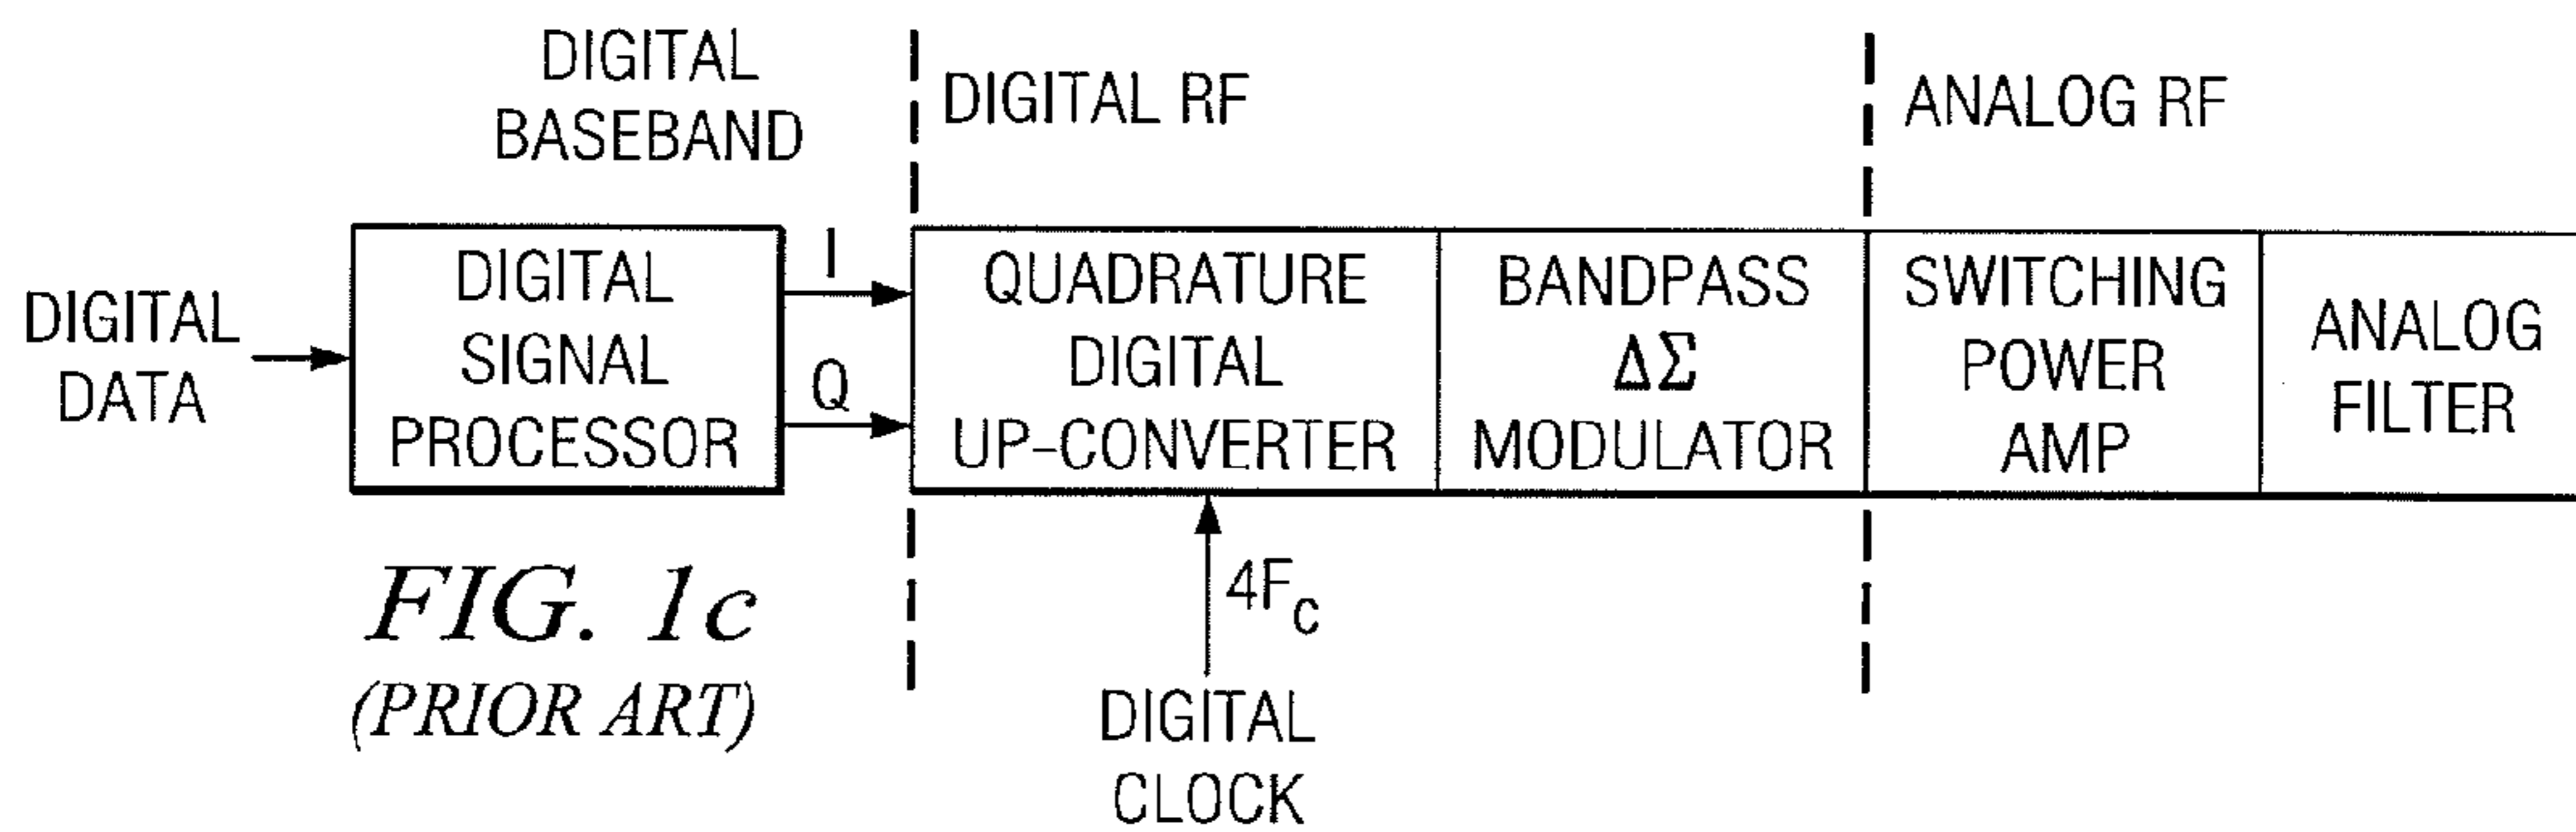 DIGITAL
BASEBAND
DIGITAL RF
ANALOG RF
DIGITAL
DATA
DIGITAL
SIGNAL
PROCESSOR
I
Q
QUADRATURE
DIGITAL
UP-CONVERTER
BANDPASS
ΔΣ
MODULATOR
SWITCHING
POWER
AMP
ANALOG
FILTER
4Fc
DIGITAL
CLOCK
FIG. 1c
(PRIOR ART)